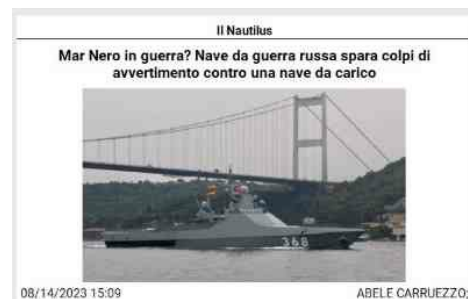 Il Nautilus
Mar Nero in guerra? Nave da guerra russa spara colpi di
avvertimento contro una nave da carico
368
08/14/2023 15:09
ABELE CARRUEZZO;